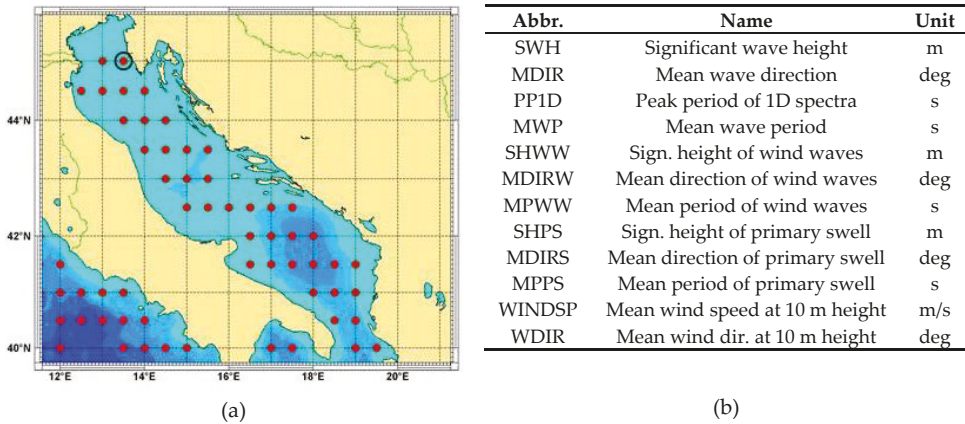 44°N
42°N
40°N
12°E 14°E 16°E 18°E 20°E
(a)
Abbr. Name Unit
SWH Significant wave height m
MDIR Mean wave direction deg
PP1D Peak period of 1D spectra s
MWP Mean wave period s
SHWW Sign. height of wind waves m
MDIRW Mean direction of wind waves deg
MPWW Mean period of wind waves s
SHPS Sign. height of primary swell m
MDIRS Mean direction of primary swell deg
MPPS Mean period of primary swell s
WINDSP Mean wind speed at 10 m height m/s
WDIR Mean wind dir. at 10 m height deg
(b)